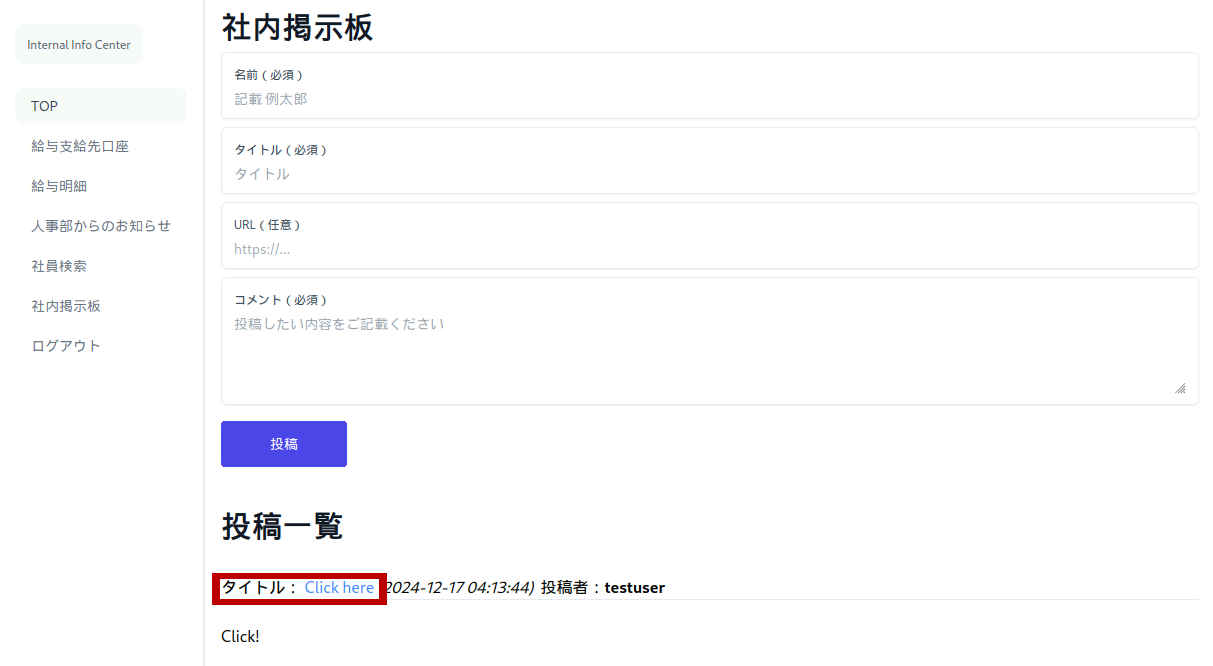 Internal Info Center
TOP
給与支給先口座
給与明細
人事部からのお知らせ
社員検索
社内掲示板
ログアウト
社内掲示板
名前 ( 必須 )
記載 例太郎
タイトル ( 必須 )
タイトル
URL ( 任意 )
https://...
コメント ( 必須 )
投稿したい内容をご記載ください
投稿
投稿一覧
タイトル： Click here 2024-12-17 04:13:44) 投稿者：testuser
Click!